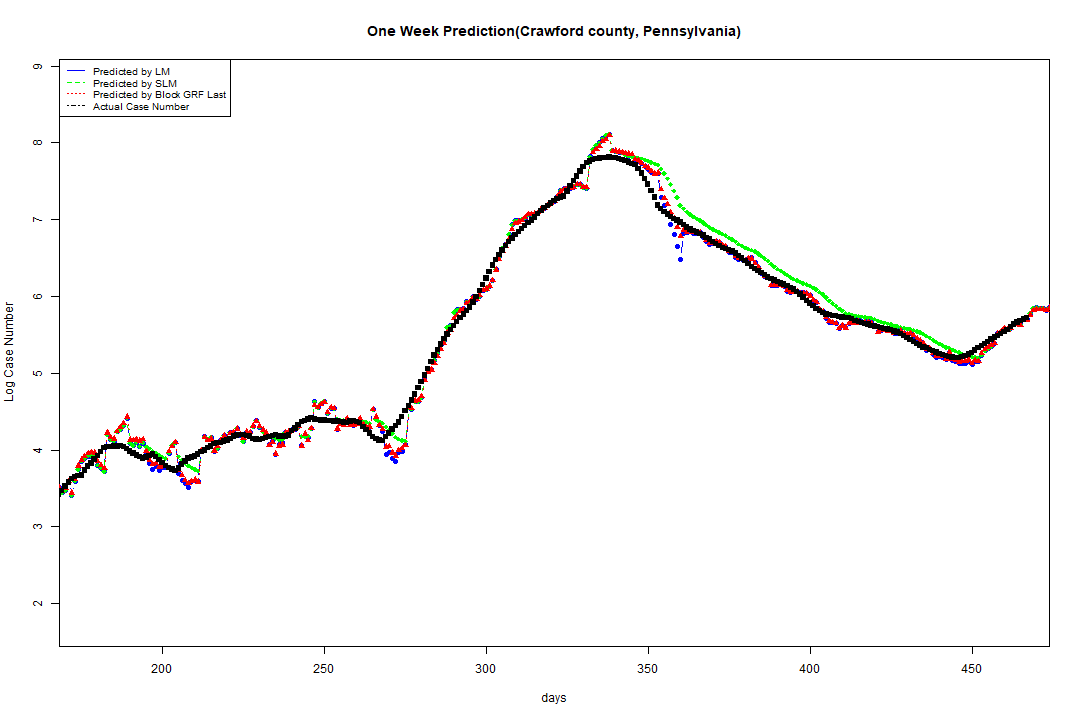 One Week Prediction(Crawford county, Pennsylvania)
Predicted by LM
Predicted by SLM
Predicted by Block GRF Last
Actual Case Number
Log Case Number
9
8
7
6
5
4
3
2
200 250 300 350 400 450
days